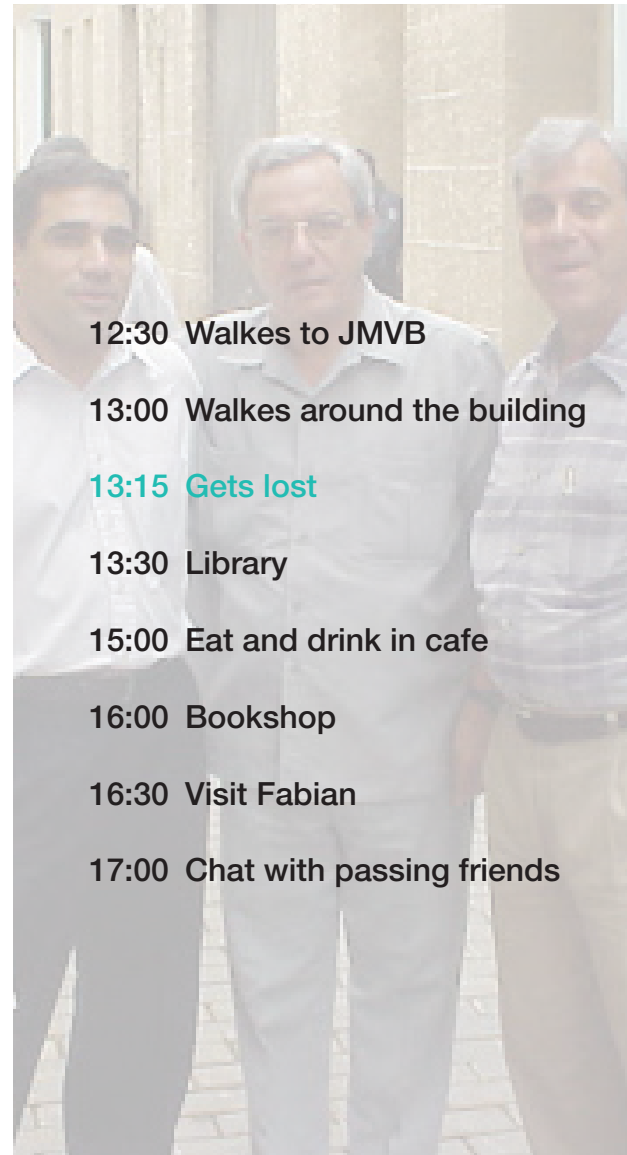 12:30 Walkes to JMVB
13:00 Walkes around the building
13:15 Gets lost
13:30 Library
15:00 Eat and drink in cafe
16:00 Bookshop
16:30 Visit Fabian
17:00 Chat with passing friends